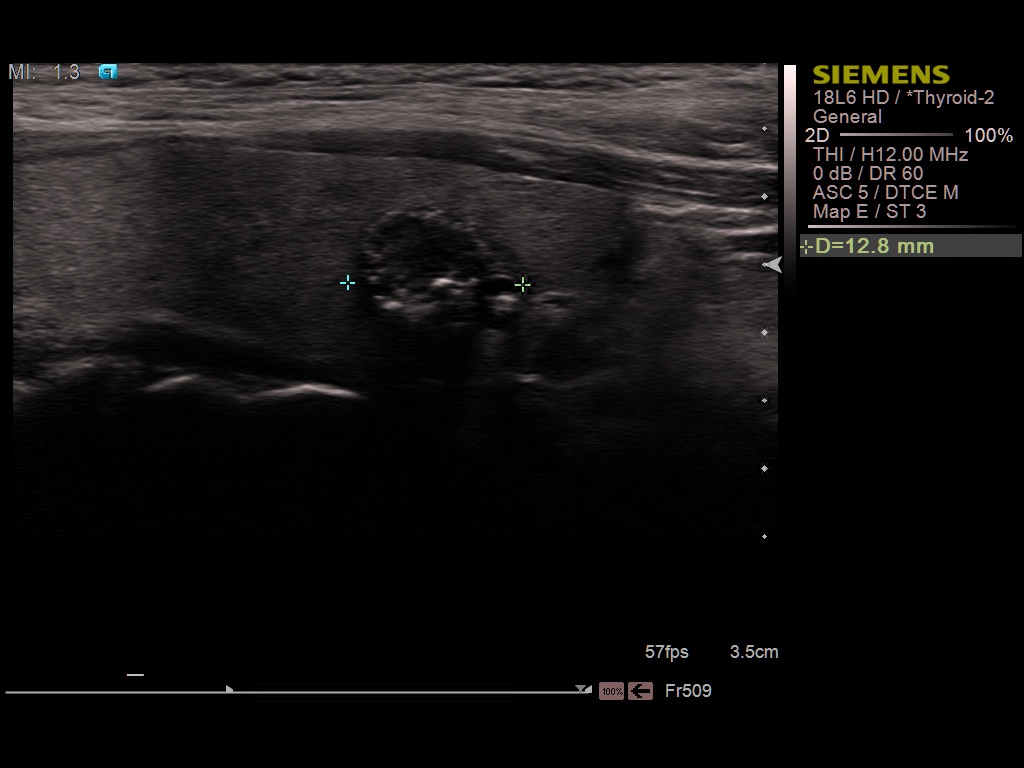 MI: 1.3
SIEMENS
18L6 HD / *Thyroid-2
General
2D 100%
THI / H12.00 MHz
0 dB / DR 60
ASC 5 / DTCE M
Map E / ST 3
D=12.8 mm
57fps 3.5cm
100% Fr509